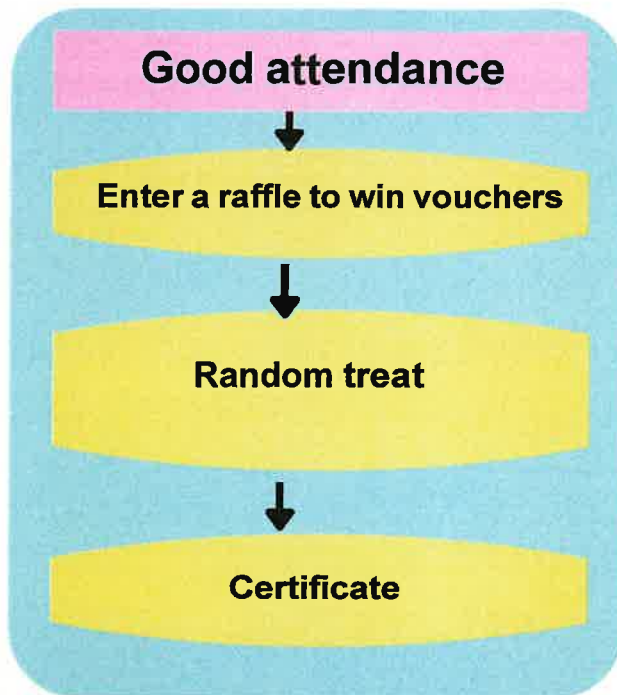 Good attendance
Enter a raffle to win vouchers
Random treat
Certificate